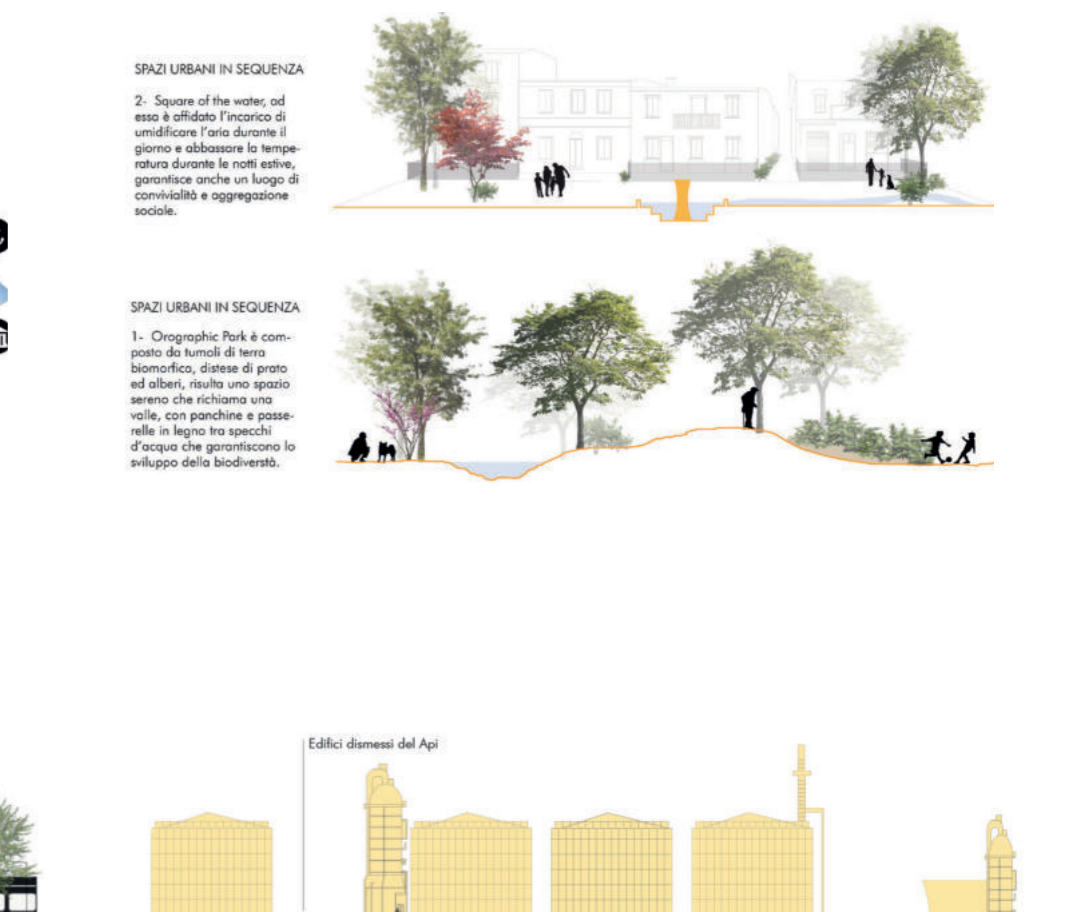 SPAZI URBANI IN SEQUENZA
2- Square of the water, ad
essa è affidato l'incarico di
umidificare l'aria durante il
giorno e abbassare la tempe-
ratura durante le notti estive,
garantisce anche un luogo di
convivialità e aggregazione
sociale.
SPAZI URBANI IN SEQUENZA
1- Orographic Park è com-
posto da tumoli di terra
biomorfico, distese di prato
ed alberi, risulta uno spazio
sereno che richiama una
valle, con panchine e passe-
relle in legno tra specchi
d'acqua che garantiscono lo
sviluppo della biodiverstà.
Edifici dismessi del Api